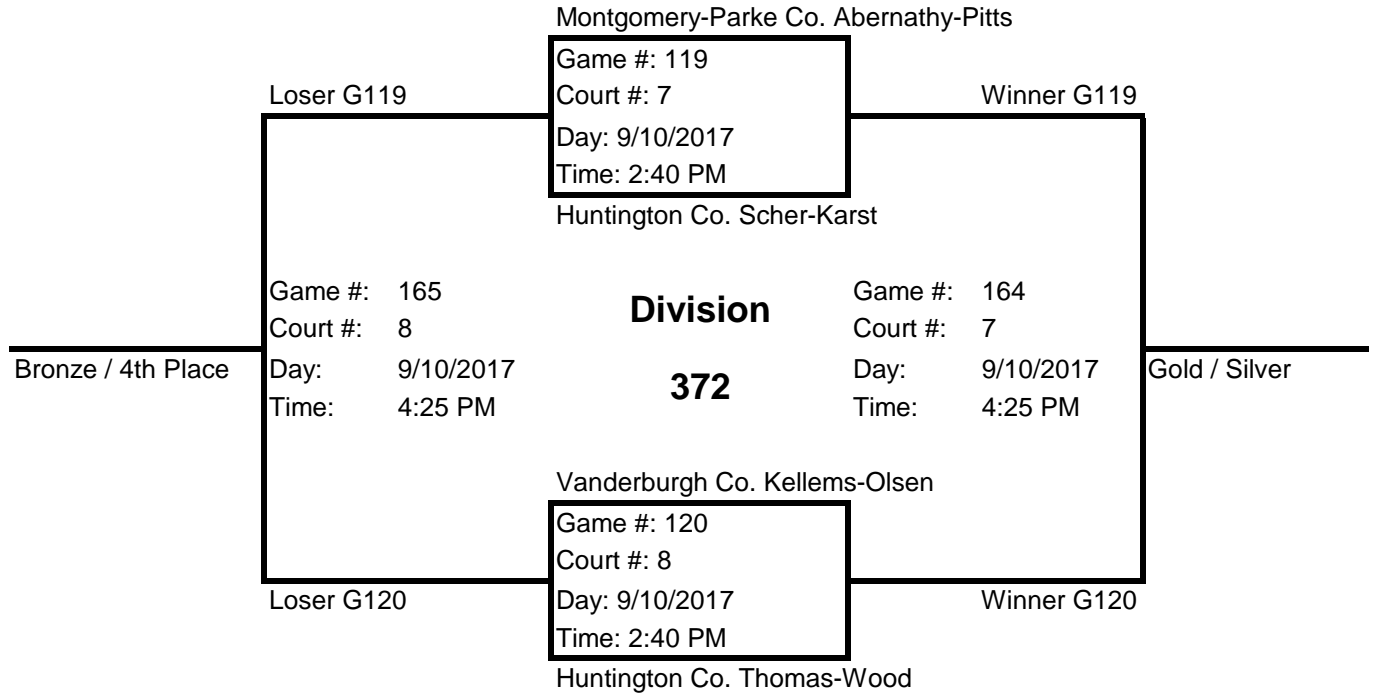 Montgomery-Parke Co. Abernathy-Pitts
Game #: 119
Loser G119 Court #: 7 Winner G119
Day: 9/10/2017
Time: 2:40 PM
Huntington Co. Scher-Karst
Game #: 165 Division Game #: 164
Court #: 8 Court #: 7
Bronze / 4th Place Day: 9/10/2017 372 Day: 9/10/2017 Gold / Silver
Time: 4:25 PM Time: 4:25 PM
Vanderburgh Co. Kellems-Olsen
Game #: 120
Court #: 8
Loser G120 Day: 9/10/2017 Winner G120
Time: 2:40 PM
Huntington Co. Thomas-Wood